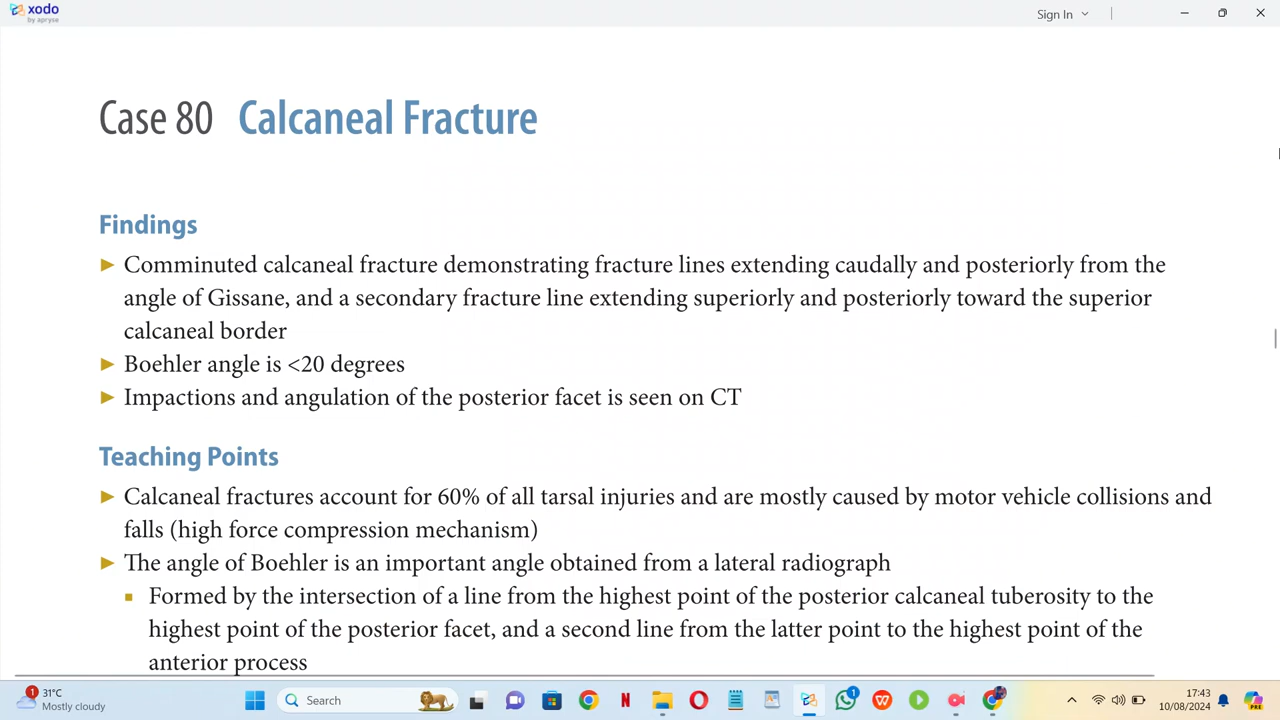 xodo
by apryse
Sign In
Case 80 Calcaneal Fracture
Findings
► Comminuted calcaneal fracture demonstrating fracture lines extending caudally and posteriorly from the
angle of Gissane, and a secondary fracture line extending superiorly and posteriorly toward the superior
calcaneal border
► Boehler angle is <20 degrees
► Impactions and angulation of the posterior facet is seen on CT
Teaching Points
► Calcaneal fractures account for 60% of all tarsal injuries and are mostly caused by motor vehicle collisions and
falls (high force compression mechanism)
► The angle of Boehler is an important angle obtained from a lateral radiograph
▪ Formed by the intersection of a line from the highest point of the posterior calcaneal tuberosity to the
highest point of the posterior facet, and a second line from the latter point to the highest point of the
anterior process
1
31°C
Mostly cloudy
Search
1
17:43
10/08/2024
PRE